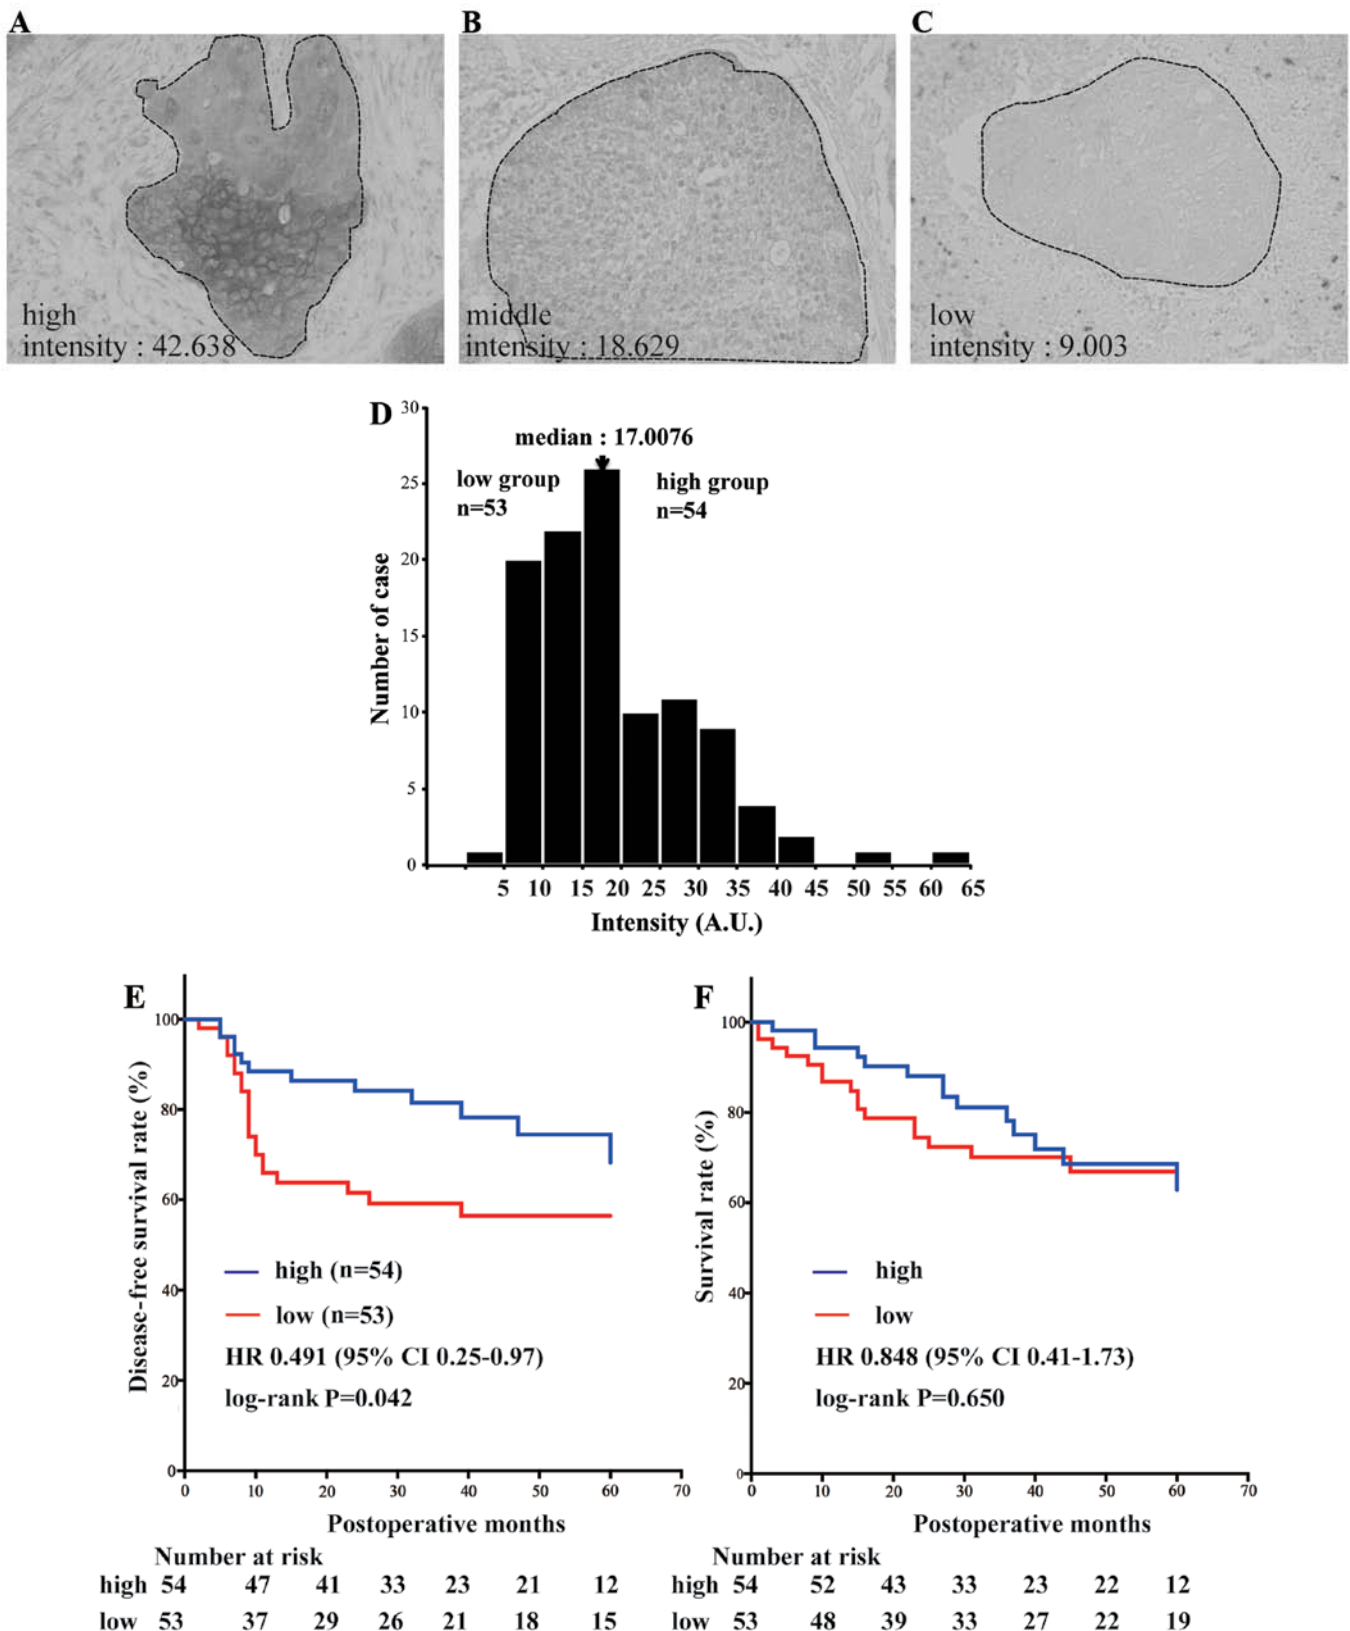 A
B
C
high
intensity : 42.638
middle
intensity : 18.629
low
intensity : 9.003
D
30
25
20
15
10
5
0
Number of case
median : 17.0076
low group
n=53
high group
n=54
5 10 15 20 25 30 35 40 45 50 55 60 65
Intensity (A.U.)
E
100
80
60
40
20
0
Disease-free survival rate (%)
high (n=54)
low (n=53)
HR 0.491 (95% CI 0.25-0.97)
log-rank P=0.042
0 10 20 30 40 50 60 70
Postoperative months
Number at risk
high 54 47 41 33 23 21 12
low 53 37 29 26 21 18 15
F
100
80
60
40
20
0
Survival rate (%)
high
low
HR 0.848 (95% CI 0.41-1.73)
log-rank P=0.650
0 10 20 30 40 50 60 70
Postoperative months
Number at risk
high 54 52 43 33 23 22 12
low 53 48 39 33 27 22 19